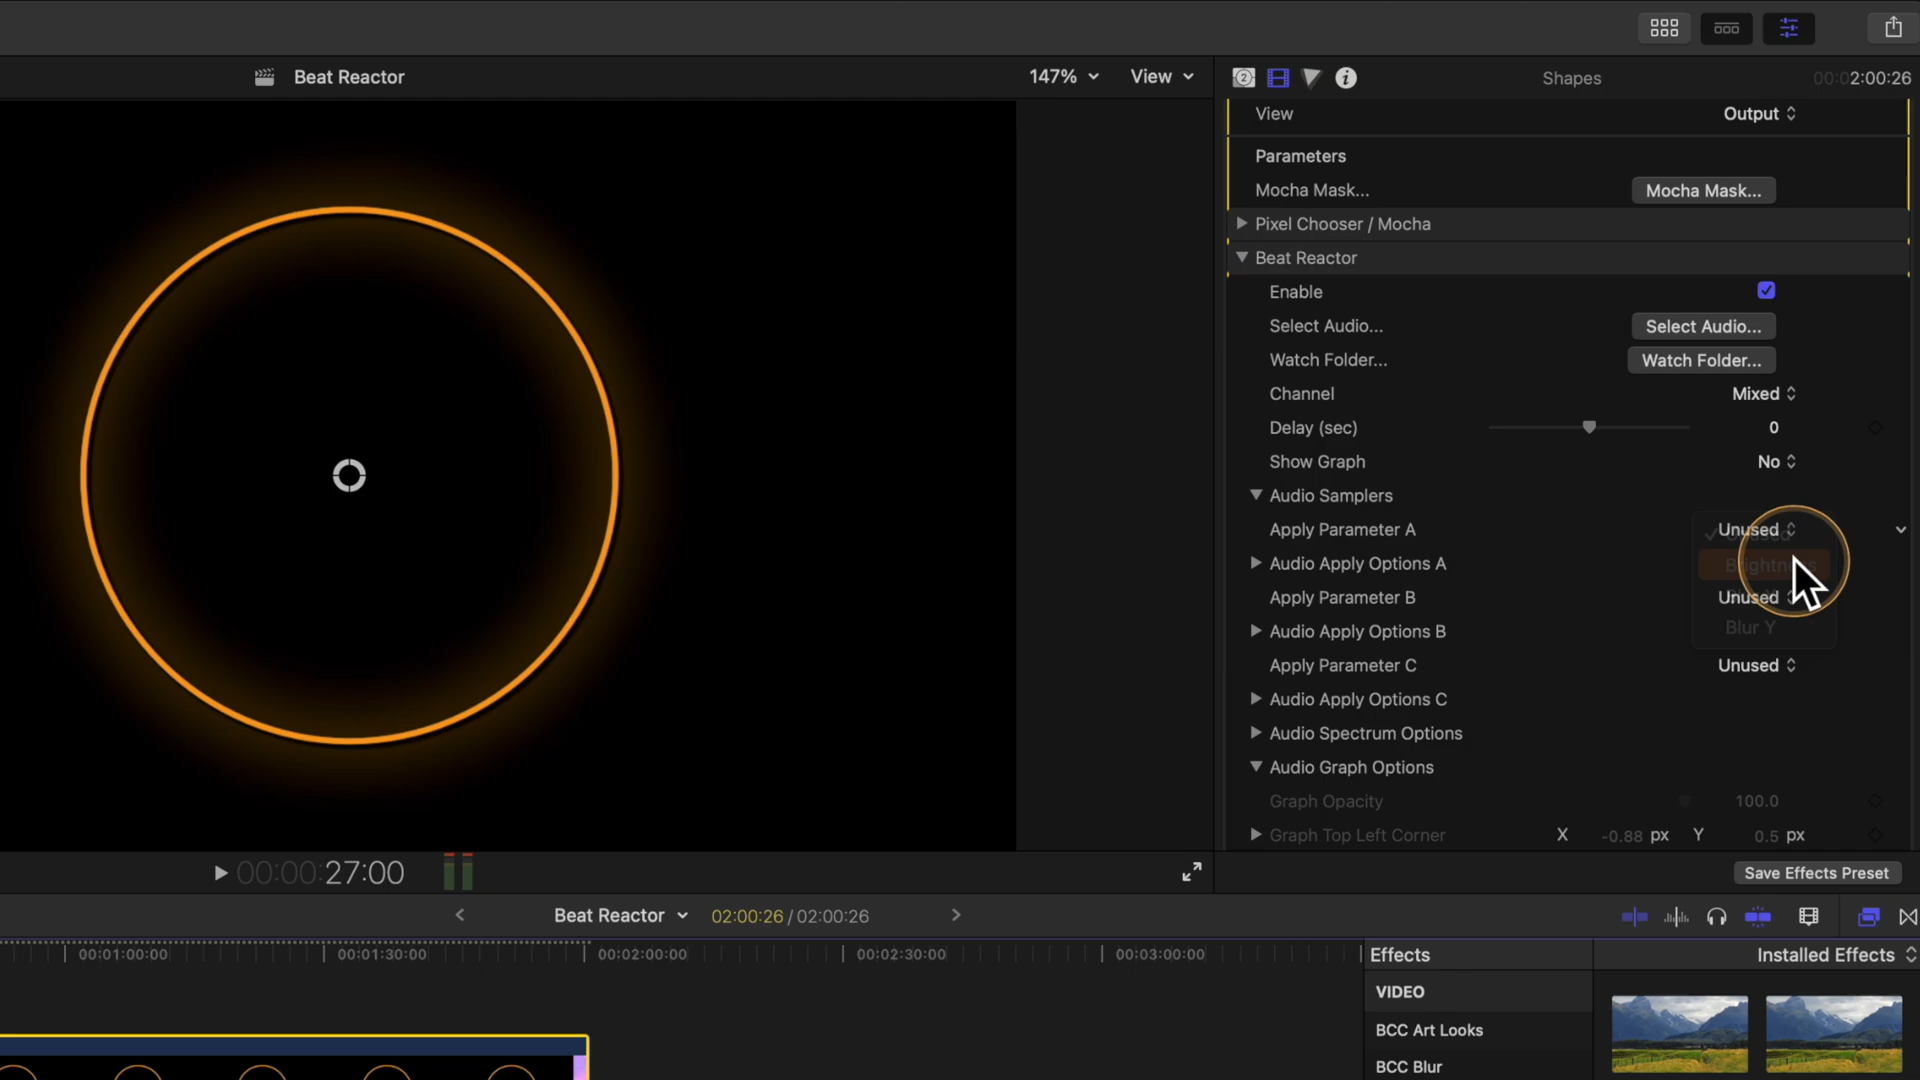 Beat Reactor
147%
View
Shapes
00:02:00:26
View
Output
Parameters
Mocha Mask...
Mocha Mask...
Pixel Chooser / Mocha
Beat Reactor
Enable
Select Audio...
Select Audio...
Watch Folder...
Watch Folder...
Channel
Mixed
Delay (sec)
0
Show Graph
No
Audio Samplers
Apply Parameter A
Unused
Audio Apply Options A
Brightness
Apply Parameter B
Unused
Audio Apply Options B
Blur Y
Apply Parameter C
Unused
Audio Apply Options C
Audio Spectrum Options
Audio Graph Options
Graph Opacity
100.0
Graph Top Left Corner
X -0.88 px Y 0.5 px
00:00:27:00
Save Effects Preset
Beat Reactor
02:00:26 / 02:00:26
00:01:00:00
00:01:30:00
00:02:00:00
00:02:30:00
00:03:00:00
Effects
Installed Effects
VIDEO
BCC Art Looks
BCC Blur